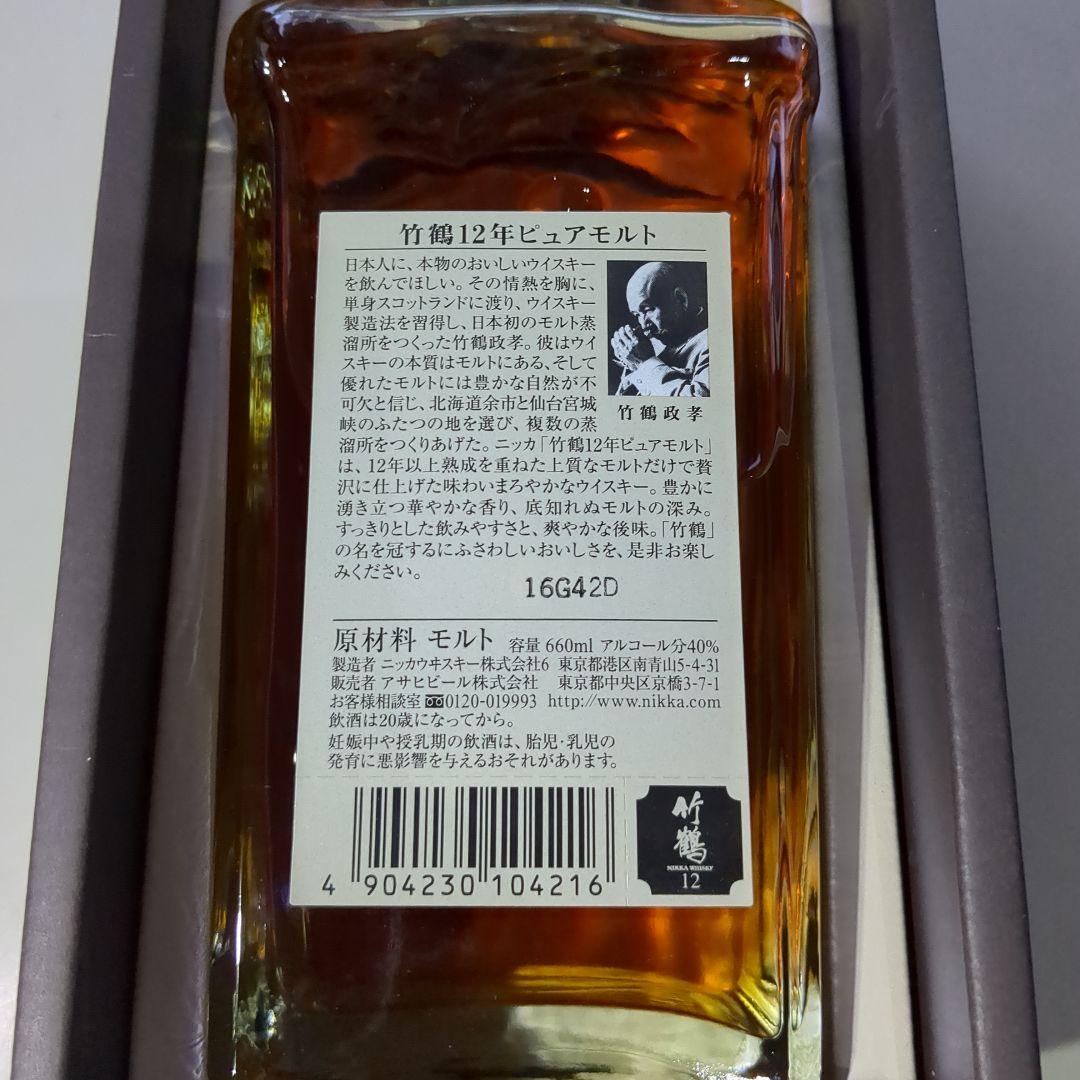 竹鶴12年ピュアモルト
日本人に、本物のおいしいウイスキー
を飲んでほしい。その情熱を胸に、
単身スコットランドに渡り、ウイスキー
製造法を習得し、日本初のモルト蒸
溜所をつくった竹鶴政孝。彼はウイ
スキーの本質はモルトにある、そして
優れたモルトには豊かな自然が不
可欠と信じ、北海道余市と仙台宮城
峡のふたつの地を選び、複数の蒸
溜所をつくりあげた。ニッカ「竹鶴12年ピュアモルト」
は、12年以上熟成を重ねた上質なモルトだけで贅
沢に仕上げた味わいまろやかなウイスキー。豊かに
湧き立つ華やかな香り、底知れぬモルトの深み。
すっきりとした飲みやすさと、爽やかな後味。「竹鶴」
の名を冠するにふさわしいおいしさを、是非お楽し
みください。
竹鶴政孝
16G42D
原材料 モルト 容量 660ml アルコール分40%
製造者 ニッカウヰスキー株式会社6 東京都港区南青山5-4-31
販売者 アサヒビール株式会社 東京都中央区京橋3-7-1
お客様相談室 0120-019993 http://www.nikka.com
飲酒は20歳になってから。
妊娠中や授乳期の飲酒は、胎児・乳児の
発育に悪影響を与えるおそれがあります。
4 904230 104216
竹鶴
NIKKA WHISKY
12